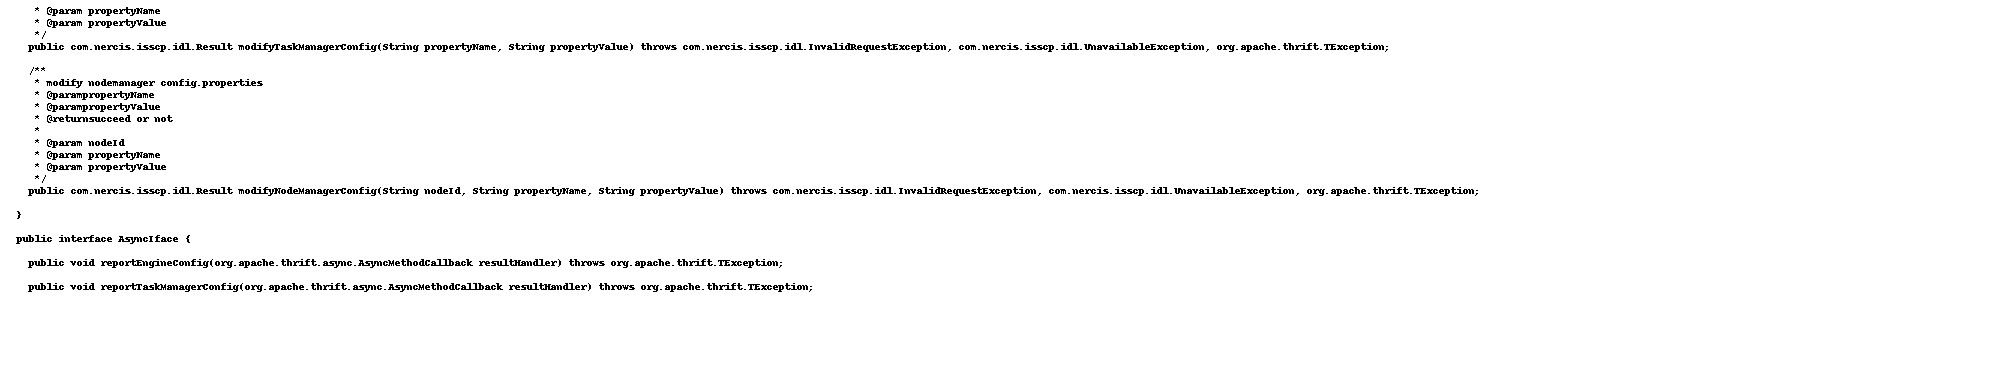 * @param propertyName
* @param propertyValue
*/
public com.nercis.isscp.idl.Result modifyTaskManagerConfig(String propertyName, String propertyValue) throws com.nercis.isscp.idl.InvalidRequestException, com.nercis.isscp.idl.UnavailableException, org.apache.thrift.TException;
/**
* modify nodemanager config.properties
* @parampropertyName
* @parampropertyValue
* @returnsucceed or not
*
* @param nodeId
* @param propertyName
* @param propertyValue
*/
public com.nercis.isscp.idl.Result modifyNodeManagerConfig(String nodeId, String propertyName, String propertyValue) throws com.nercis.isscp.idl.InvalidRequestException, com.nercis.isscp.idl.UnavailableException, org.apache.thrift.TException;
}
public interface AsyncIface {
public void reportEngineConfig(org.apache.thrift.async.AsyncMethodCallback resultHandler) throws org.apache.thrift.TException;
public void reportTaskManagerConfig(org.apache.thrift.async.AsyncMethodCallback resultHandler) throws org.apache.thrift.TException;